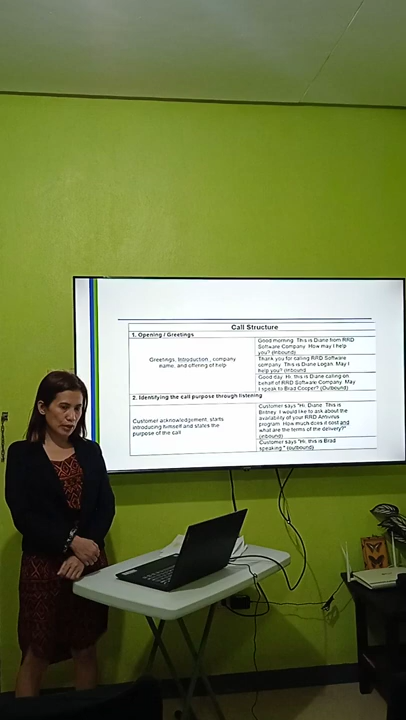 Call Structure
1. Opening / Greetings
Greetings, Introduction, company
name, and offering of help
Good morning. This is Diane from RRD
Software Company. How may I help
you? (Inbound)
Thank you for calling RRD Software
company. This is Diane Logan. May I
help you? (Inbound
Good day. Hi, this is Diane calling on
behalf of RRD Software Company. May
I speak to Brad Cooper? (Outbound)
2. Identifying the call purpose through listening
Customer acknowledgement, starts
introducing himself and states the
purpose of the call
Customer says "Hi, Diane. This is
Britney. I would like to ask about the
availability of your RRD Antivirus
program. How much does it cost and
what are the terms of the delivery?"
(inbound)
Customer says "Hi, this is Brad
speaking." (outbound)